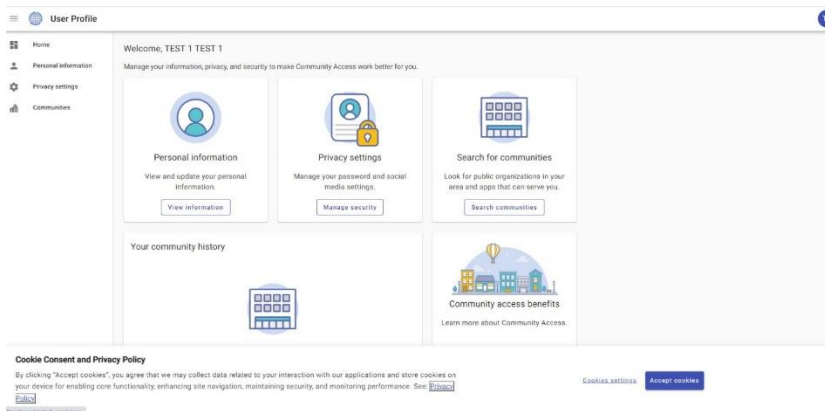 User Profile
Home
Personal information
Privacy settings
Communities
Welcome, TEST 1 TEST 1
Manage your information, privacy, and security to make Community Access work better for you.
Personal information
View and update your personal
information.
View information
Privacy settings
Manage your password and social
media settings.
Manage security
Search for communities
Look for public organizations in your
area and apps that can serve you.
Search communities
Your community history
Community access benefits
Learn more about Community Access.
Cookie Consent and Privacy Policy
By clicking "Accept cookies", you agree that we may collect data related to your interaction with our applications and store cookies on
your device for enabling core functionality, enhancing site navigation, maintaining security, and monitoring performance. See Privacy
Policy
Cookies settings
Accept cookies